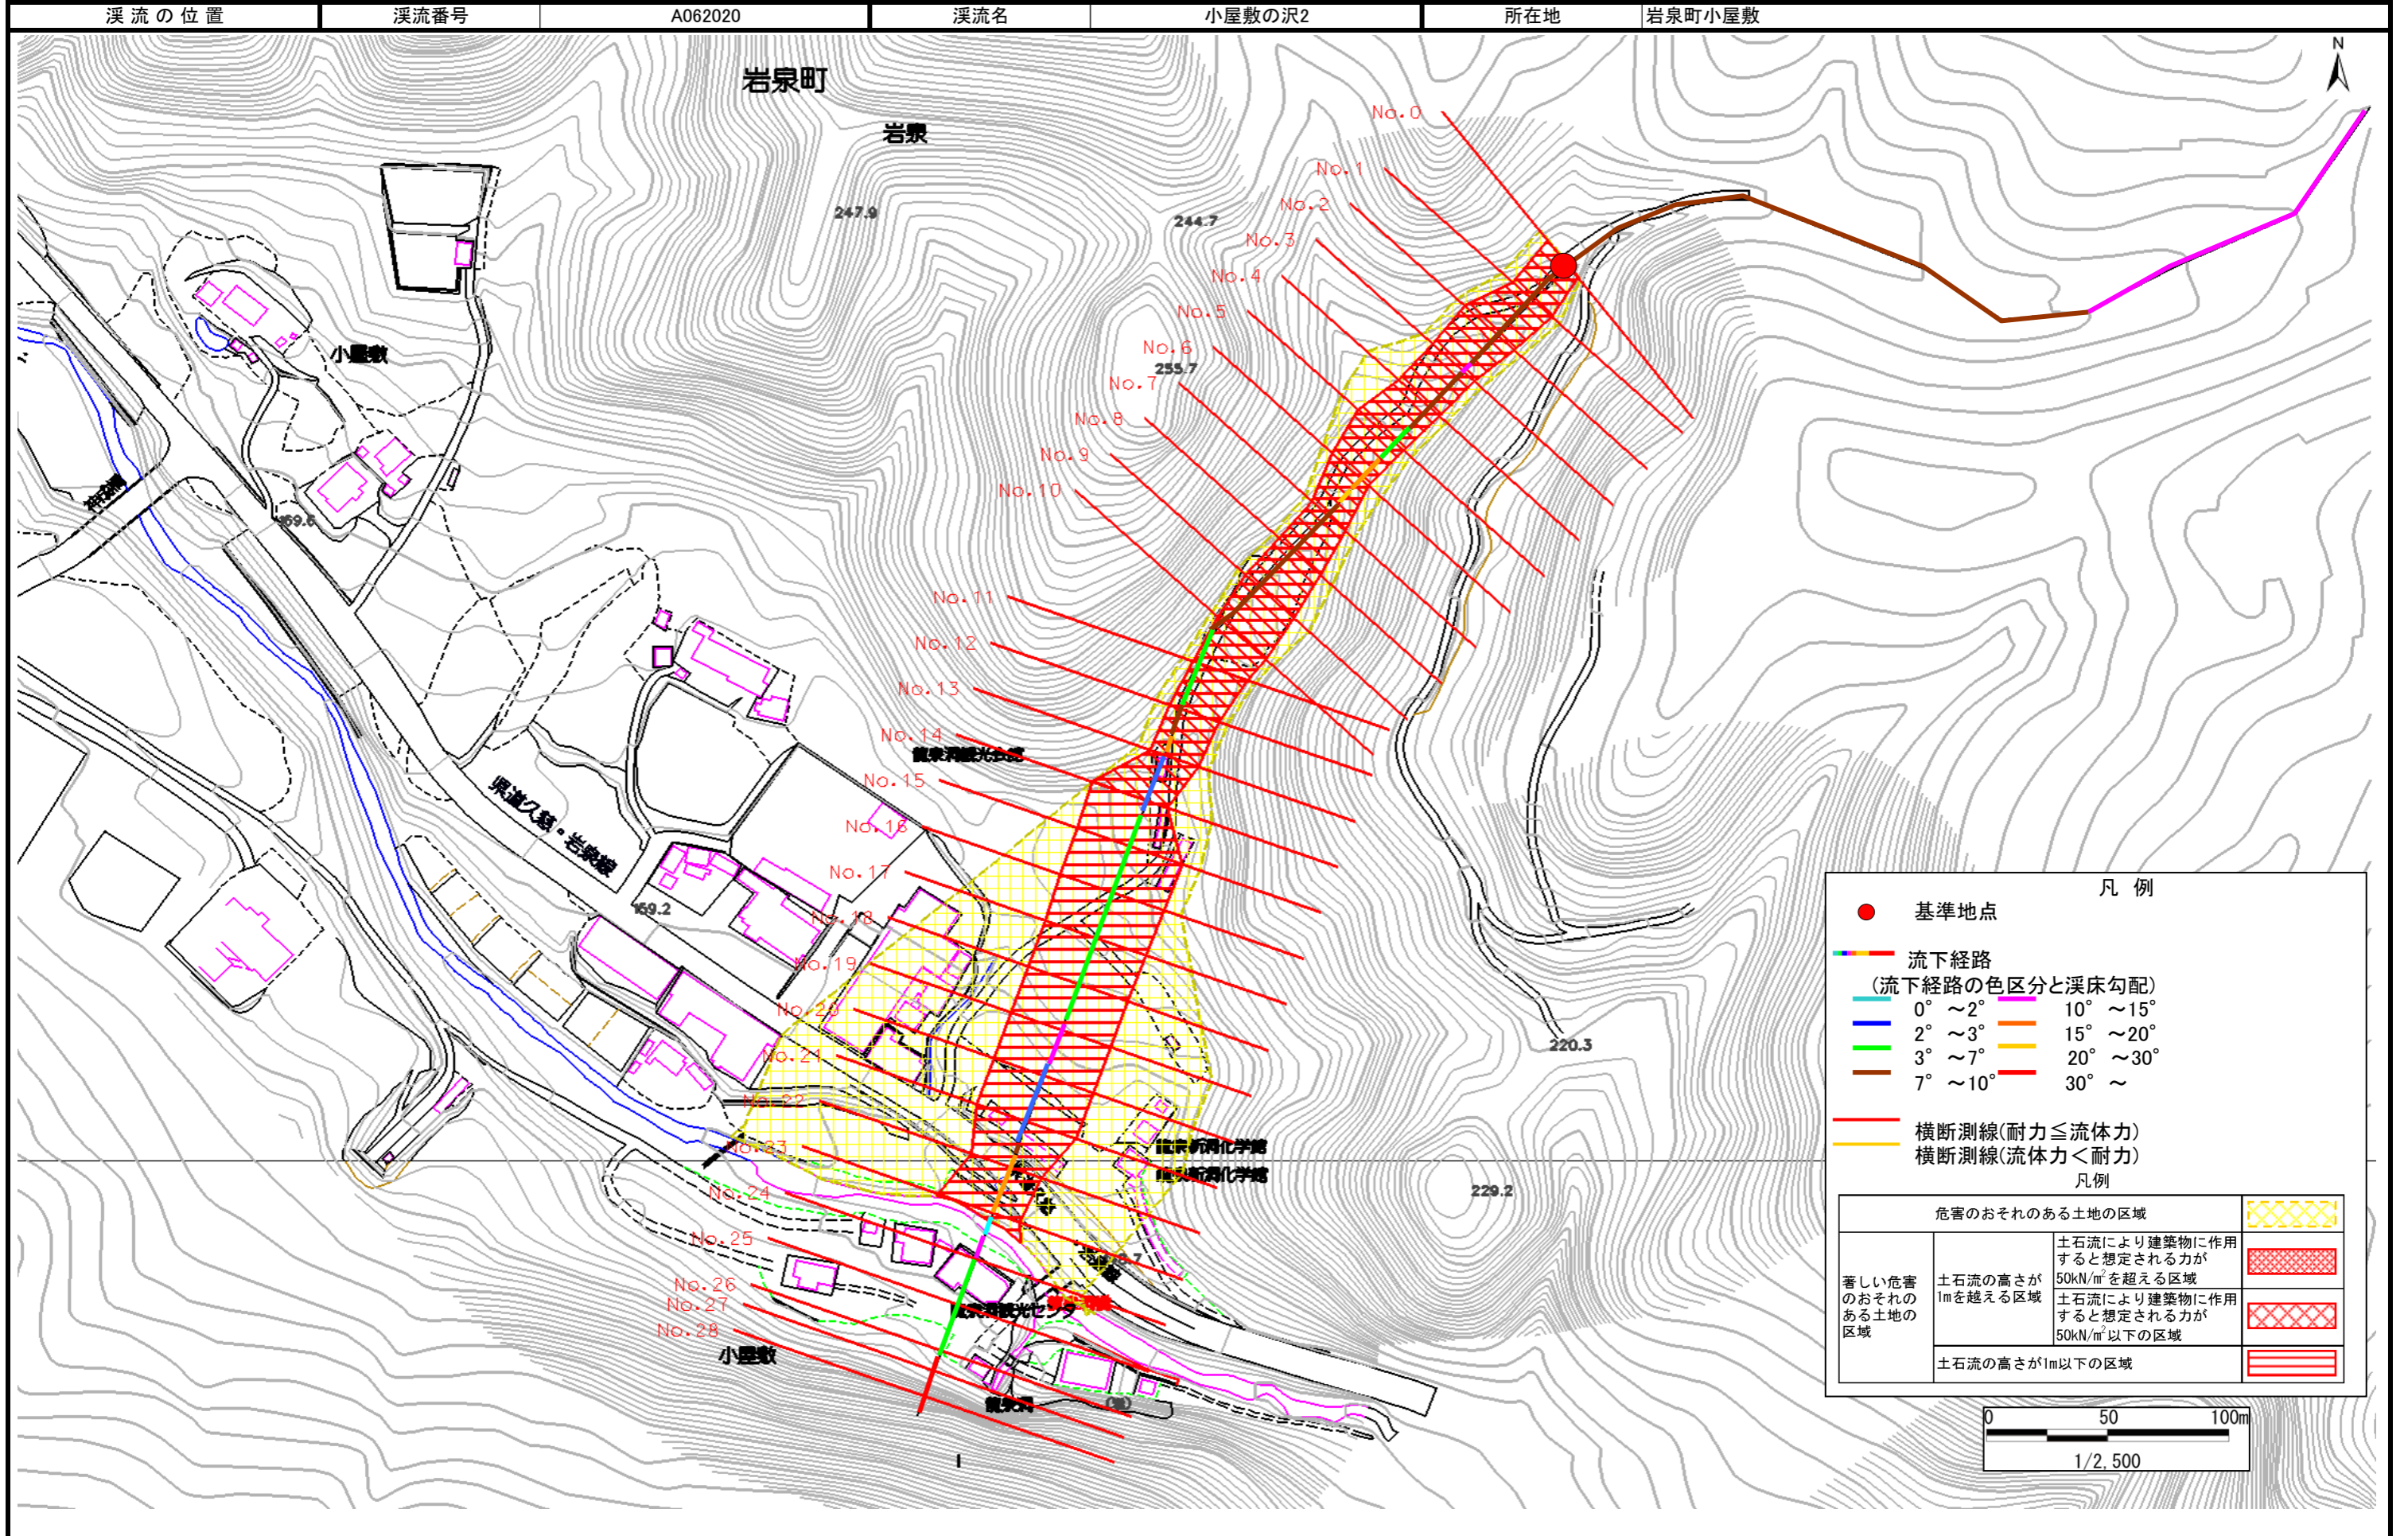 渓流の位置 渓流番号 A062020 渓流名 小屋敷の沢2 所在地 岩泉町小屋敷
N
岩泉町
岩泉
No.0
No.1
No.2
No.3
No.4
No.5
No.6
No.7
No.8
No.9
No.10
No.11
No.12
No.13
No.14
No.15
No.16
No.17
No.18
No.19
No.20
No.21
No.22
No.23
No.24
No.25
No.26
No.27
No.28
247.9
244.7
255.7
小屋敷
169.2
県道久慈・岩泉線
220.3
229.2
小屋敷
凡 例
基準地点
流下経路
(流下経路の色区分と渓床勾配)
0° ～2° 10° ～15°
2° ～3° 15° ～20°
3° ～7° 20° ～30°
7° ～10° 30° ～
横断測線(耐力≦流体力)
横断測線(流体力＜耐力)
凡例
危害のおそれのある土地の区域
著しい危害
のおそれの
ある土地の
区域
土石流の高さが
1mを越える区域
土石流により建築物に作用
すると想定される力が
50kN/㎡を超える区域
土石流により建築物に作用
すると想定される力が
50kN/㎡以下の区域
土石流の高さが1m以下の区域
0 50 100m
1/2,500